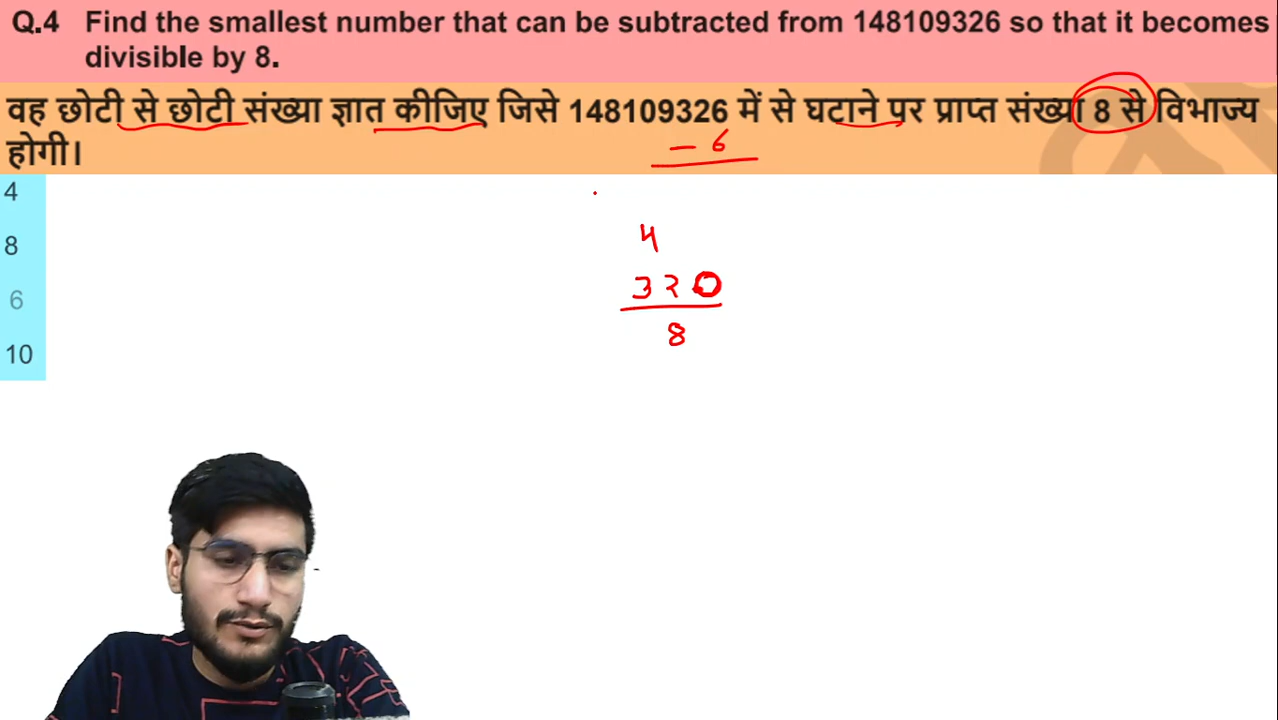 Q.4 Find the smallest number that can be subtracted from 148109326 so that it becomes
divisible by 8.
वह छोटी से छोटी संख्या ज्ञात कीजिए जिसे 148109326 में से घटाने पर प्राप्त संख्या 8 से विभाज्य
- 6
होगी।
4
8
6
10
4
320
8